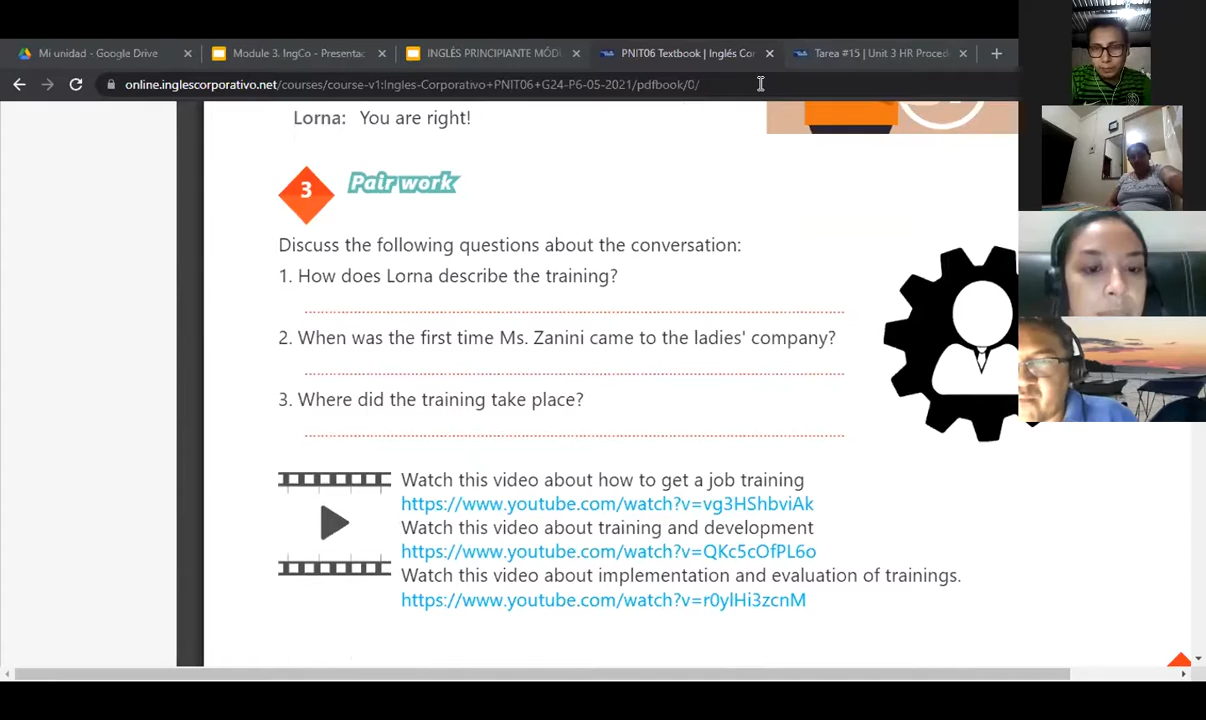 Mi unidad - Google Drive
Module 3. IngCo - Presentac
INGLÉS PRINCIPIANTE MÓDU
PNIT06 Textbook | Inglés Cor
Tarea #15 | Unit 3 HR Proced
online.inglescorporativo.net/courses/course-v1:Ingles-Corporativo+PNIT06+G24-P6-05-2021/pdfbook/0/
Lorna: You are right!
3 Pair work
Discuss the following questions about the conversation:
1. How does Lorna describe the training?
2. When was the first time Ms. Zanini came to the ladies' company?
3. Where did the training take place?
Watch this video about how to get a job training
https://www.youtube.com/watch?v=vg3HShbviAk
Watch this video about training and development
https://www.youtube.com/watch?v=QKc5cOfPL6o
Watch this video about implementation and evaluation of trainings.
https://www.youtube.com/watch?v=r0ylHi3zcnM